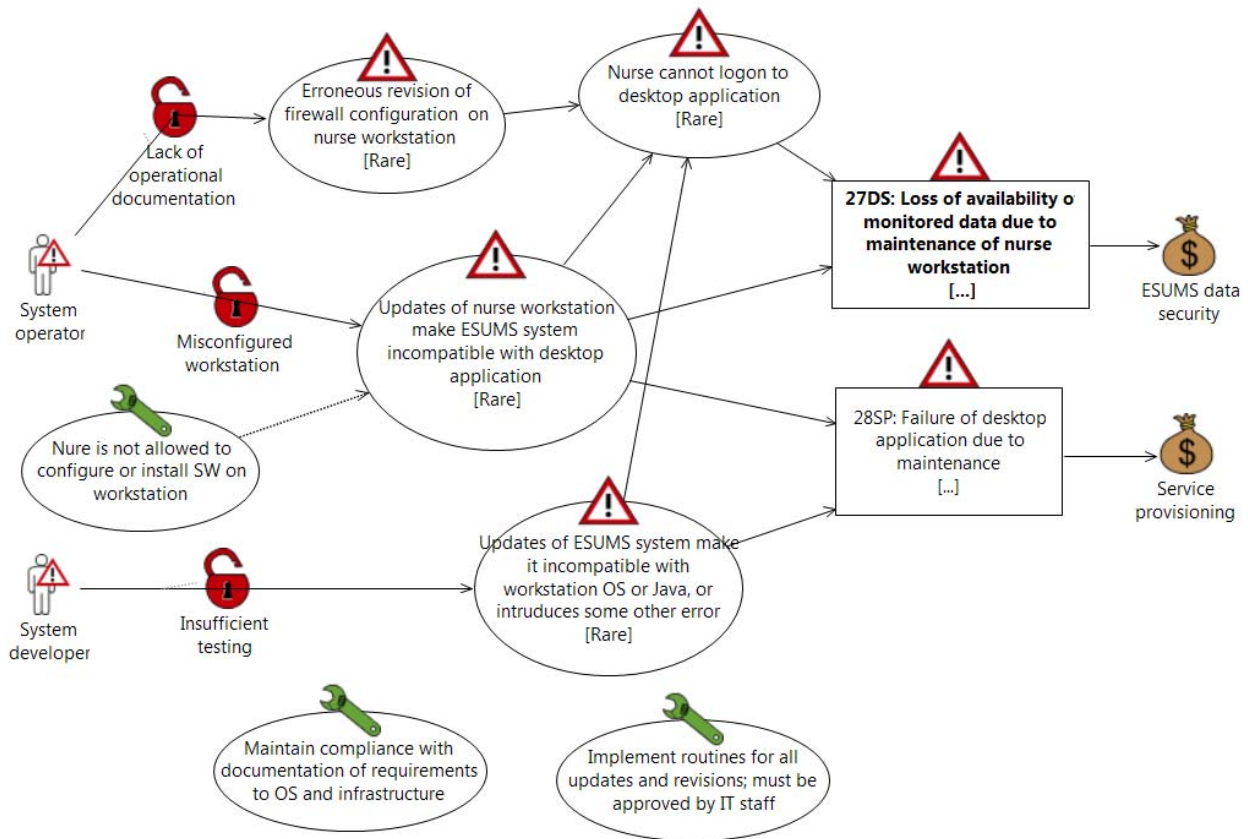 Erroneous revision of
firewall configuration on
nurse workstation
[Rare]
Nurse cannot logon to
desktop application
[Rare]
Lack of
operational
documentation
27DS: Loss of availability o
monitored data due to
maintenance of nurse
workstation
[...]
ESUMS data
security
System
operator
Misconfigured
workstation
Updates of nurse workstation
make ESUMS system
incompatible with desktop
application
[Rare]
28SP: Failure of desktop
application due to
maintenance
[...]
Service
provisioning
Nure is not allowed to
configure or install SW on
workstation
System
developer
Insufficient
testing
Updates of ESUMS system make
it incompatible with
workstation OS or Java, or
intruduces some other error
[Rare]
Maintain compliance with
documentation of requirements
to OS and infrastructure
Implement routines for all
updates and revisions; must be
approved by IT staff